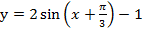 y = 2 sin (x + π/3) − 1